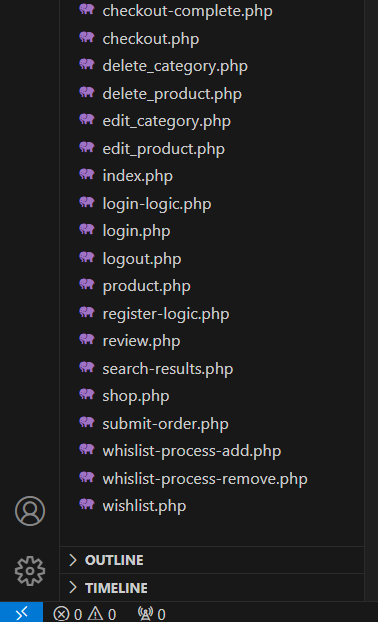 checkout-complete.php
checkout.php
delete_category.php
delete_product.php
edit_category.php
edit_product.php
index.php
login-logic.php
login.php
logout.php
product.php
register-logic.php
review.php
search-results.php
shop.php
submit-order.php
whislist-process-add.php
whislist-process-remove.php
wishlist.php
OUTLINE
TIMELINE
0 0 0